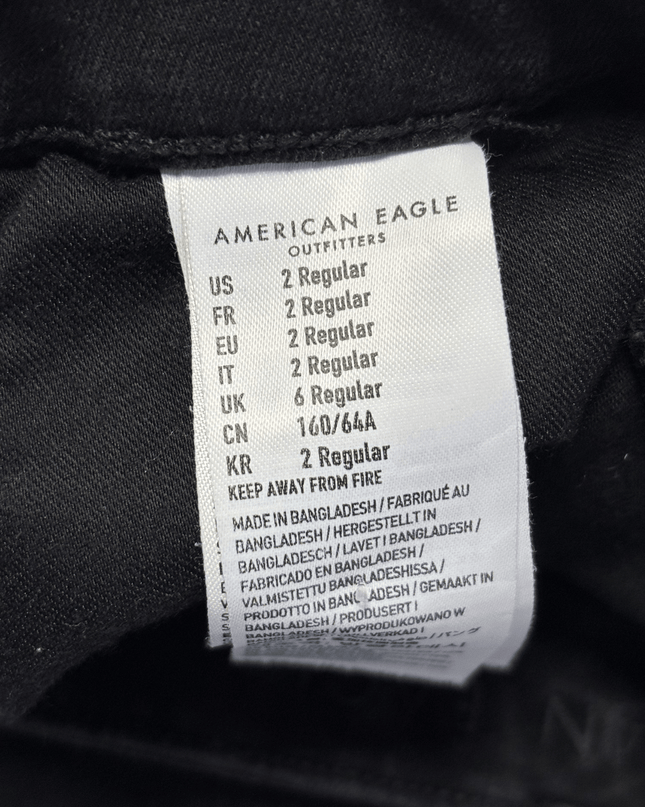 AMERICAN EAGLE
OUTFITTERS
US 2 Regular
FR 2 Regular
EU 2 Regular
IT 2 Regular
UK 6 Regular
CN 160/64A
KR 2 Regular
KEEP AWAY FROM FIRE
MADE IN BANGLADESH / FABRIQUÉ AU
BANGLADESH / HERGESTELLT IN
BANGLADESCH / LAVET I BANGLADESH /
FABRICADO EN BANGLADESH /
VALMISTETTU BANGLADESHISSA /
PRODOTTO IN BANGLADESH / GEMAAKT IN
BANGLADESH / PRODUSERT I
BANGLADESH / WYPRODUKOWANO W